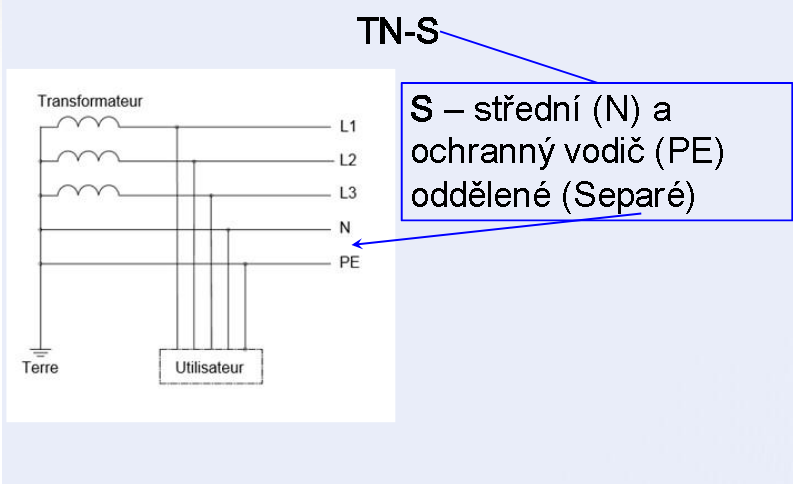 TN-S
S – střední (N) a
ochranný vodič (PE)
oddělené (Separé)
Transformateur
L1
L2
L3
N
PE
Terre
Utilisateur